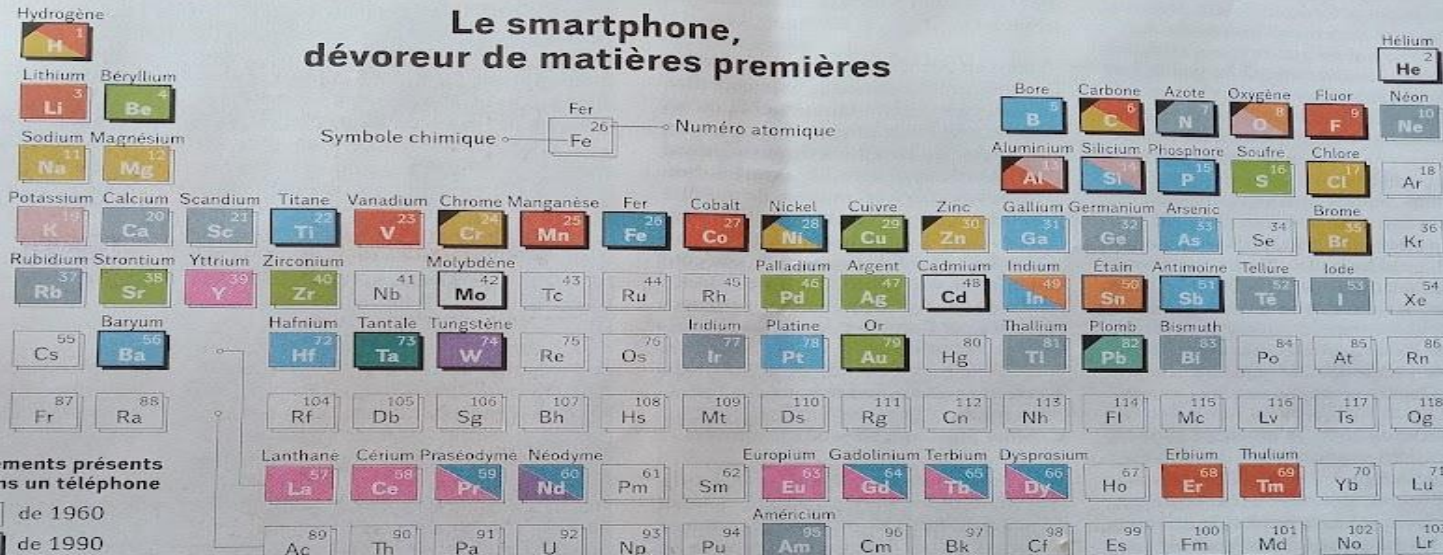 Le smartphone,
dévoreur de matières premières
Hydrogène
1
H
Hélium
2
He
Lithium Béryllium
3 4
Li Be
Fer
26
Fe
Symbole chimique
Numéro atomique
Bore Carbone Azote Oxygène Fluor Néon
5 6 7 8 9 10
B C N O F Ne
Sodium Magnésium
11 12
Na Mg
Aluminium Silicium Phosphore Soufre Chlore
13 14 15 16 17 18
Al Si P S Cl Ar
Potassium Calcium Scandium Titane Vanadium Chrome Manganèse Fer Cobalt Nickel Cuivre Zinc Gallium Germanium Arsenic Brome
19 20 21 22 23 24 25 26 27 28 29 30 31 32 33 34 35 36
K Ca Sc Ti V Cr Mn Fe Co Ni Cu Zn Ga Ge As Se Br Kr
Rubidium Strontium Yttrium Zirconium Molybdène Palladium Argent Cadmium Indium Étain Antimoine Tellure Iode
37 38 39 40 41 42 43 44 45 46 47 48 49 50 51 52 53 54
Rb Sr Y Zr Nb Mo Tc Ru Rh Pd Ag Cd In Sn Sb Té I Xe
Baryum Hafnium Tantale Tungstène Iridium Platine Or Thallium Plomb Bismuth
55 56 72 73 74 75 76 77 78 79 80 81 82 83 84 85 86
Cs Ba Hf Ta W Re Os Ir Pt Au Hg Tl Pb Bi Po At Rn
87 88 104 105 106 107 108 109 110 111 112 113 114 115 116 117 118
Fr Ra Rf Db Sg Bh Hs Mt Ds Rg Cn Nh Fl Mc Lv Ts Og
Lanthane Cérium Praséodyme Néodyme Europium Gadolinium Terbium Dysprosium Erbium Thulium
57 58 59 60 61 62 63 64 65 66 67 68 69 70 71
La Ce Pr Nd Pm Sm Eu Gd Tb Dy Ho Er Tm Yb Lu
Américium
89 90 91 92 93 94 95 96 97 98 99 100 101 102
Ac Th Pa U Np Pu Am Cm Bk Cf Es Fm Md No Lr
présents
un téléphone
de 1960
de 1990